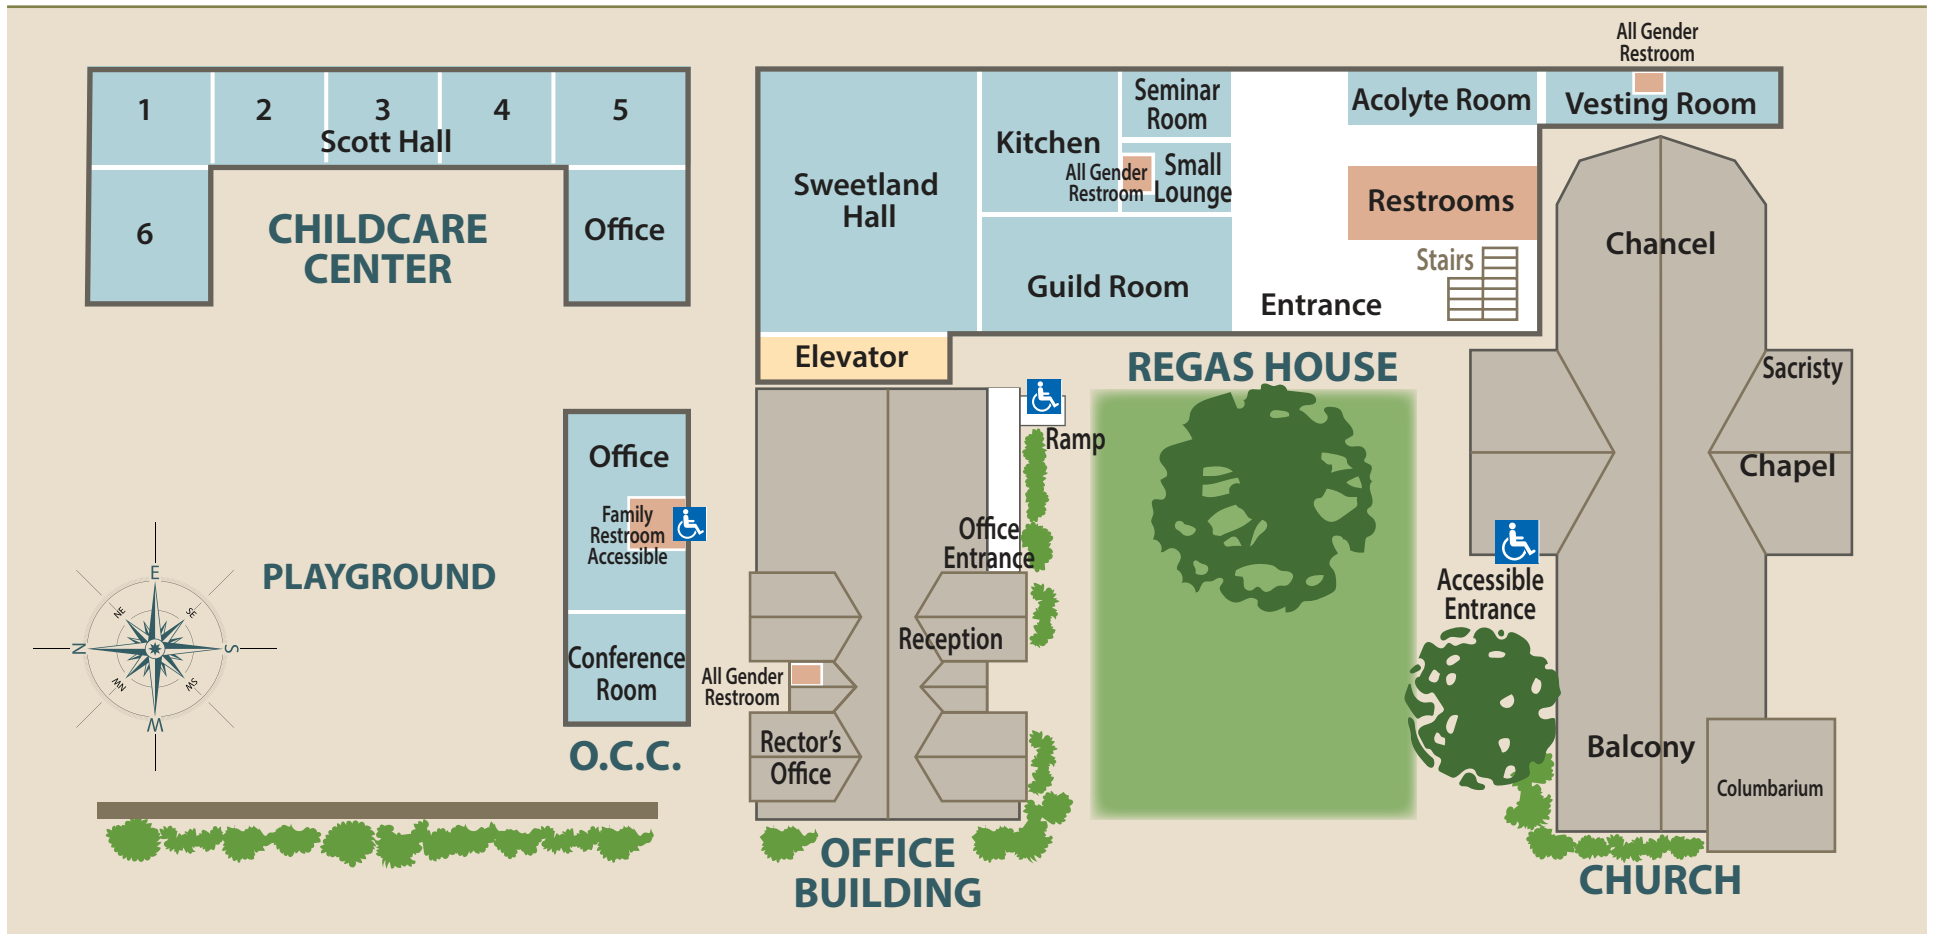 1
2
3
4
5
Scott Hall
6
CHILDCARE
CENTER
Office
Sweetland
Hall
Kitchen
Seminar
Room
All Gender
Restroom
Small
Lounge
Guild Room
Entrance
Acolyte Room
All Gender
Restroom
Vesting Room
Restrooms
Stairs
Elevator
REGAS HOUSE
Chancel
Sacristy
Chapel
Accessible
Entrance
Balcony
Columbarium
CHURCH
Ramp
Office
Entrance
Reception
All Gender
Restroom
Rector's
Office
OFFICE
BUILDING
Office
Family
Restroom
Accessible
Conference
Room
O.C.C.
PLAYGROUND
E
NE
SE
N
S
NW
SW
W